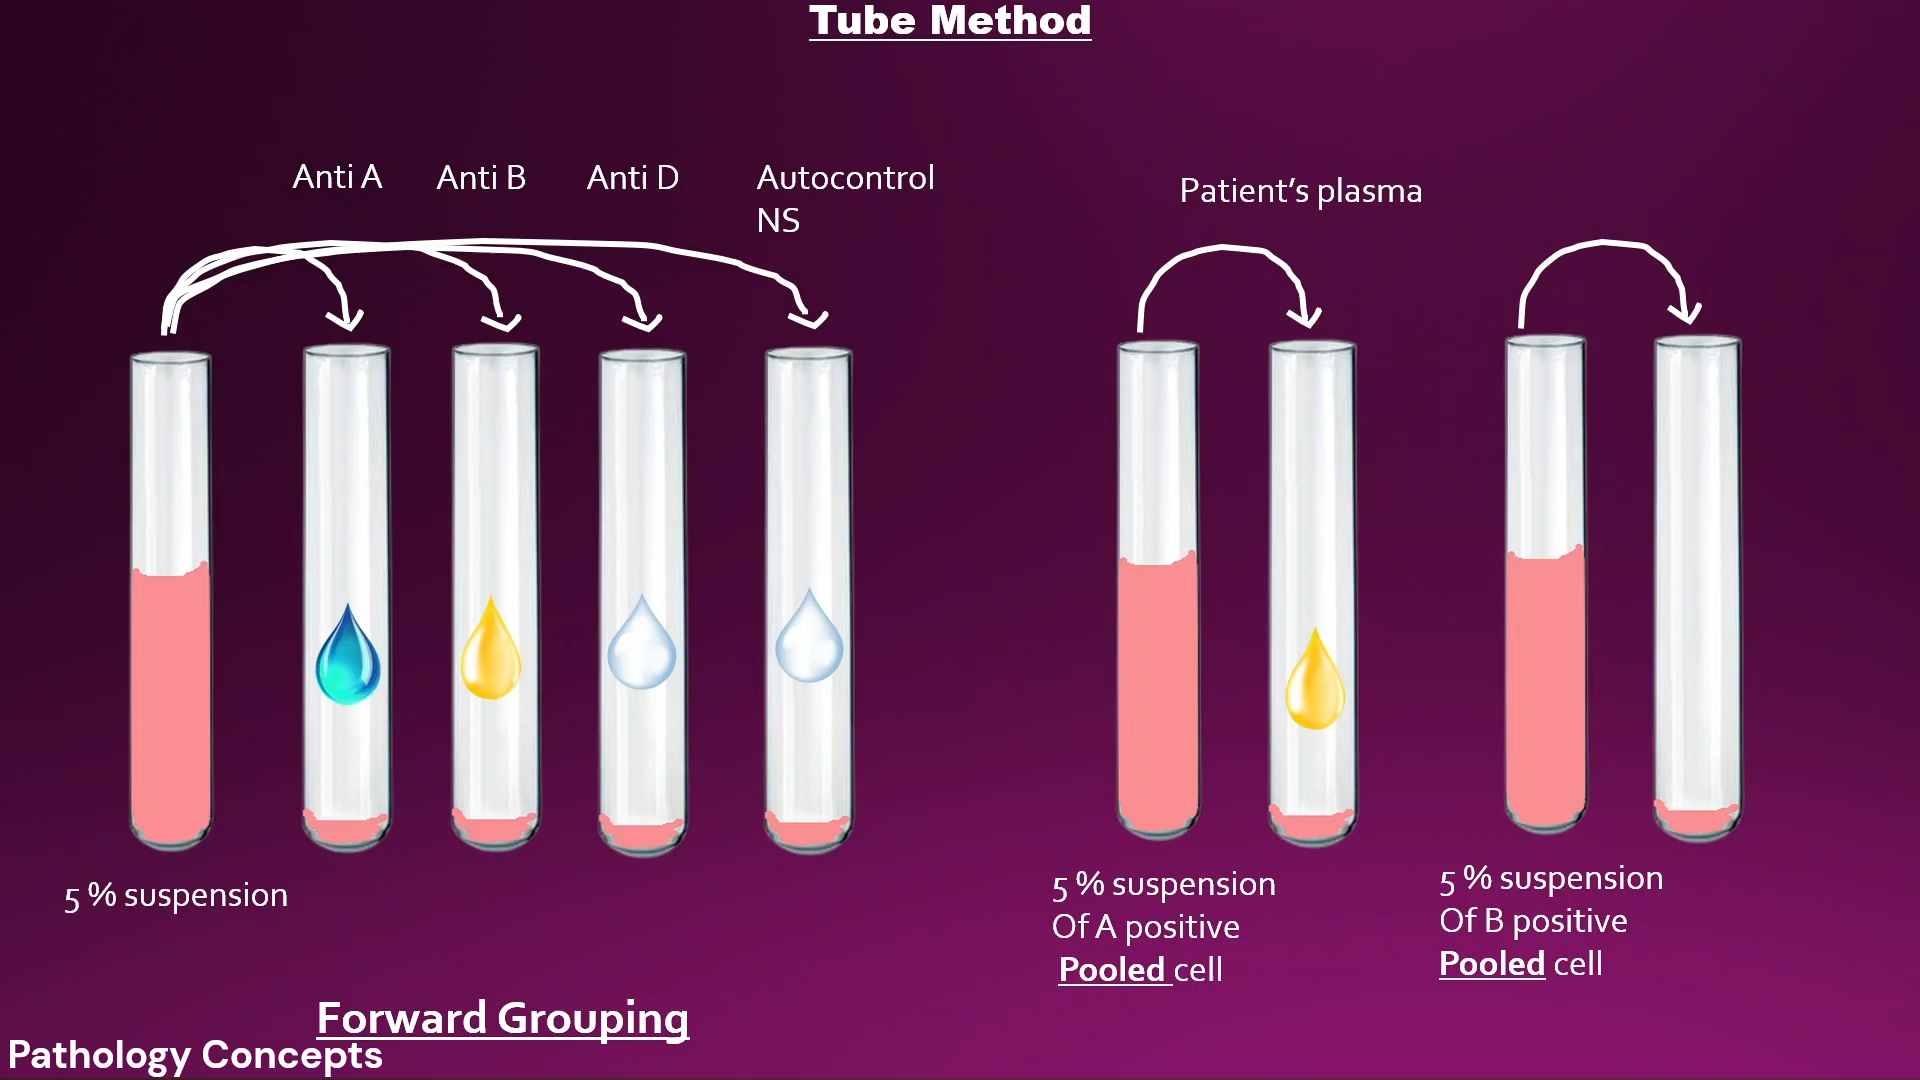 Tube Method
Anti A
Anti B
Anti D
Autocontrol
NS
Patient's plasma
5 % suspension
5 % suspension
Of A positive
Pooled cell
5 % suspension
Of B positive
Pooled cell
Forward Grouping
Pathology Concepts